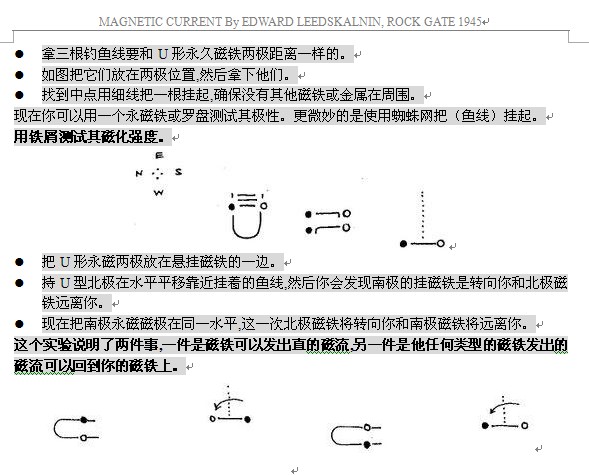 MAGNETIC CURRENT By EDWARD LEEDSKALNIN, ROCK GATE 1945
● 拿三根钓鱼线要和 U 形永久磁铁两极距离一样的。
● 如图把它们放在两极位置,然后拿下他们。
● 找到中点用细线把一根挂起,确保没有其他磁铁或金属在周围。
现在你可以用一个永磁铁或罗盘测试其极性。更微妙的是使用蜘蛛网把（鱼线）挂起。
用铁屑测试其磁化强度。
E
N S
W
● 把 U 形永磁两极放在悬挂磁铁的一边。
● 持 U 型北极在水平平移靠近挂着的鱼线,然后你会发现南极的挂磁铁是转向你和北极磁
铁远离你。
● 现在把南极永磁磁极在同一水平,这一次北极磁铁将转向你和南极磁铁将远离你。
这个实验说明了两件事,一件是磁铁可以发出直的磁流,另一件是他任何类型的磁铁发出的
磁流可以回到你的磁铁上。